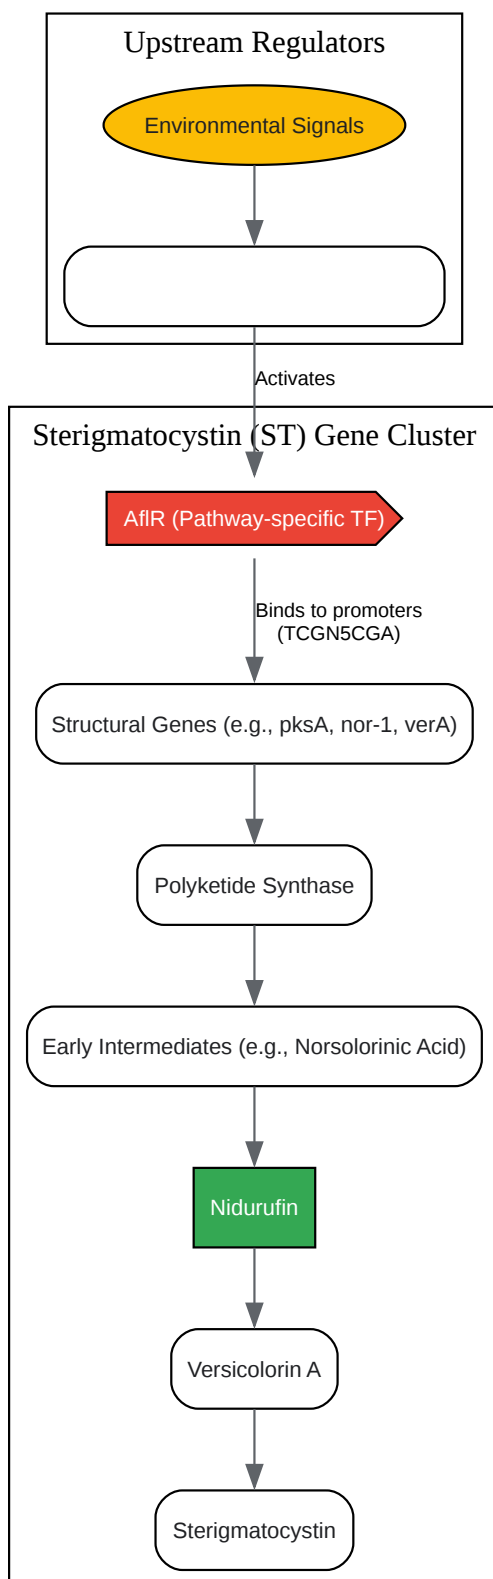 Upstream Regulators
Environmental Signals
Activates
Sterigmatocystin (ST) Gene Cluster
AflR (Pathway-specific TF)
Binds to promoters
(TCGN5CGA)
Structural Genes (e.g., pksA, nor-1, verA)
Polyketide Synthase
Early Intermediates (e.g., Norsolorinic Acid)
Nidurufin
Versicolorin A
Sterigmatocystin